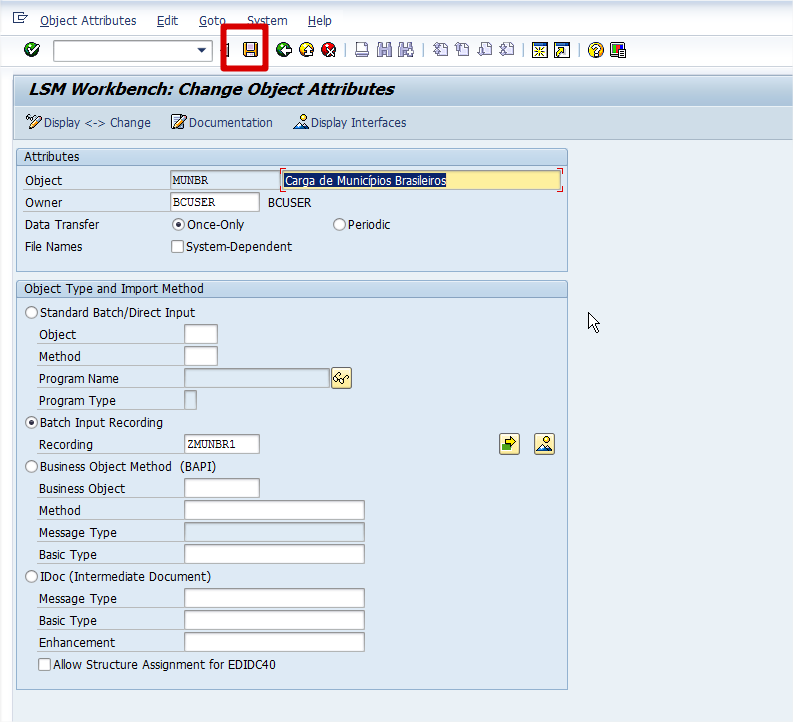 Object Attributes Edit Goto System Help
LSM Workbench: Change Object Attributes
Display <-> Change Documentation Display Interfaces
Attributes
Object MUNBR Carga de Municípios Brasileiros
Owner BCUSER BCUSER
Data Transfer Once-Only Periodic
File Names System-Dependent
Object Type and Import Method
Standard Batch/Direct Input
Object
Method
Program Name
Program Type
Batch Input Recording
Recording ZMUNBR1
Business Object Method (BAPI)
Business Object
Method
Message Type
Basic Type
IDoc (Intermediate Document)
Message Type
Basic Type
Enhancement
Allow Structure Assignment for EDIDC40